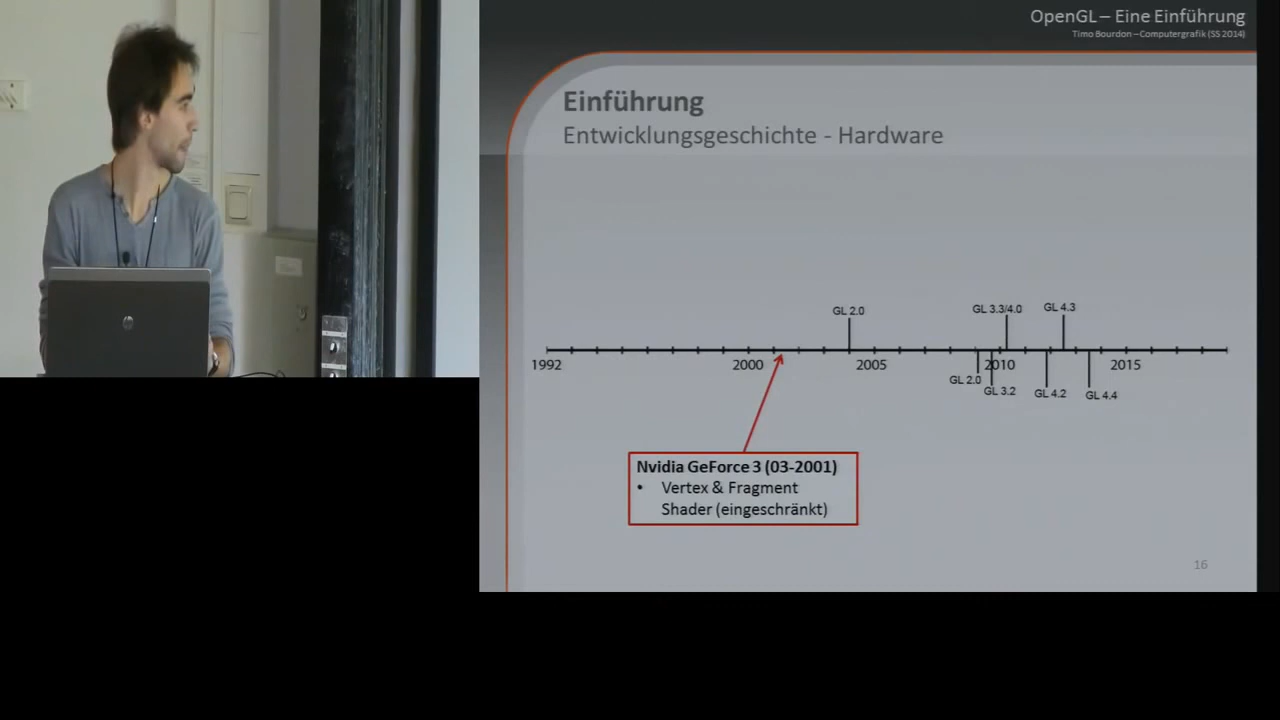 OpenGL – Eine Einführung
Timo Bourdon – Computergrafik (SS 2014)
Einführung
Entwicklungsgeschichte - Hardware
GL 2.0
GL 3.3/4.0
GL 4.3
1992
2000
2005
2010
2015
GL 2.0
GL 3.2
GL 4.2
GL 4.4
Nvidia GeForce 3 (03-2001)
• Vertex & Fragment
Shader (eingeschränkt)
16